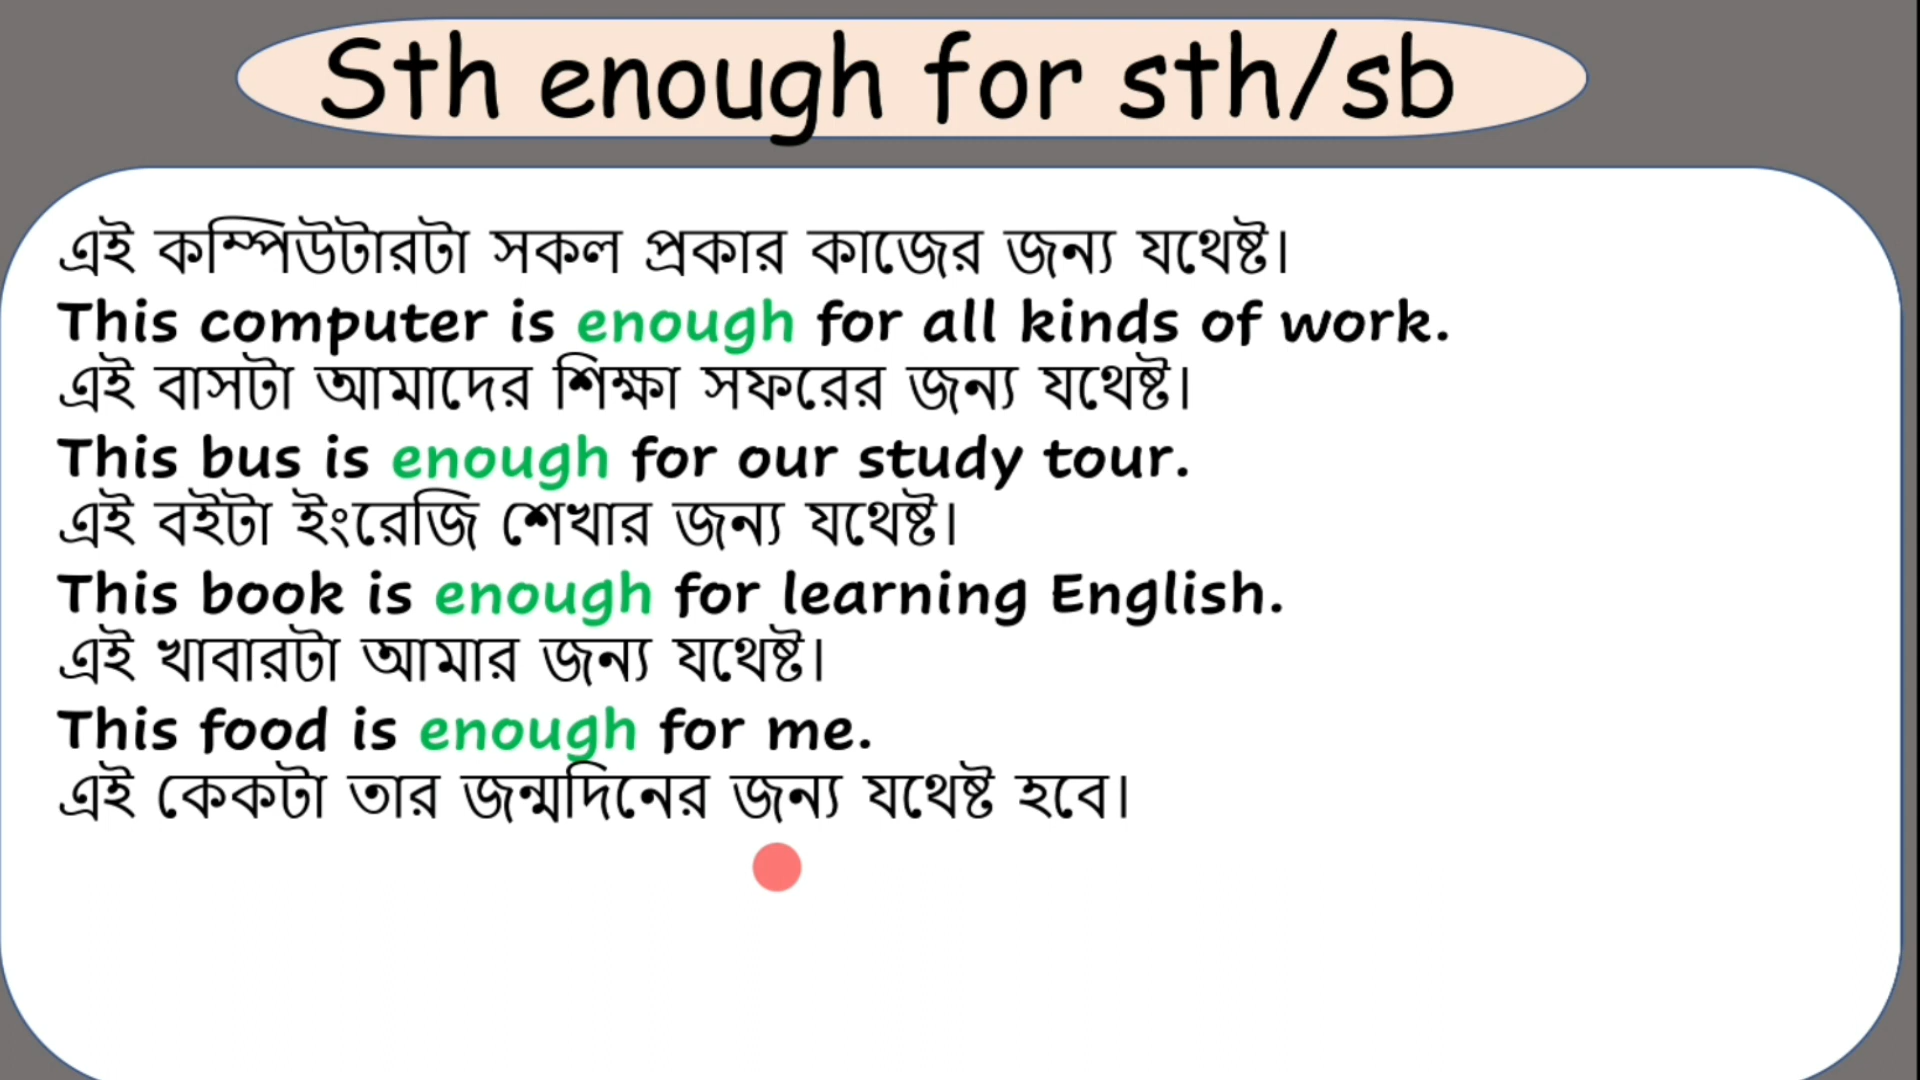 Sth enough for sth/sb
এই কম্পিউটারটা সকল প্রকার কাজের জন্য যথেষ্ট।
This computer is enough for all kinds of work.
এই বাসটা আমাদের শিক্ষা সফরের জন্য যথেষ্ট।
This bus is enough for our study tour.
এই বইটা ইংরেজি শেখার জন্য যথেষ্ট।
This book is enough for learning English.
এই খাবারটা আমার জন্য যথেষ্ট।
This food is enough for me.
এই কেকটা তার জন্মদিনের জন্য যথেষ্ট হবে।